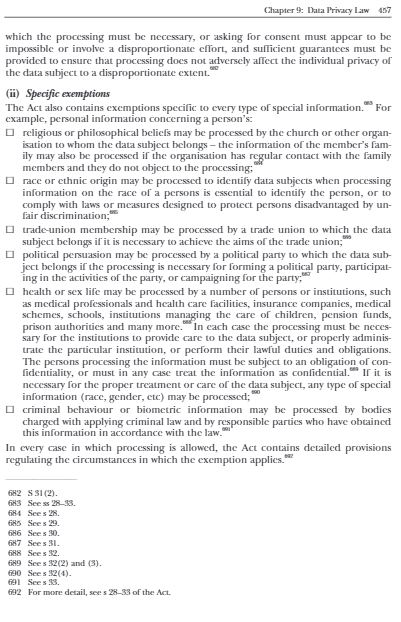 Chapter 9: Data Privacy Law 457
which the processing must be necessary, or asking for consent must appear to be
impossible or involve a disproportionate effort, and sufficient guarantees must be
provided to ensure that processing does not adversely affect the individual privacy of
the data subject to a disproportionate extent.682
(ii) Specific exemptions
The Act also contains exemptions specific to every type of special information.683 For
example, personal information concerning a person's:
☐ religious or philosophical beliefs may be processed by the church or other organ-
isation to whom the data subject belongs – the information of the member's fam-
ily may also be processed if the organisation has regular contact with the family
members and they do not object to the processing;684
☐ race or ethnic origin may be processed to identify data subjects when processing
information on the race of a persons is essential to identify the person, or to
comply with laws or measures designed to protect persons disadvantaged by un-
fair discrimination;685
☐ trade-union membership may be processed by a trade union to which the data
subject belongs if it is necessary to achieve the aims of the trade union;686
☐ political persuasion may be processed by a political party to which the data sub-
ject belongs if the processing is necessary for forming a political party, participat-
ing in the activities of the party, or campaigning for the party;687
☐ health or sex life may be processed by a number of persons or institutions, such
as medical professionals and health care facilities, insurance companies, medical
schemes, schools, institutions managing the care of children, pension funds,
prison authorities and many more.688 In each case the processing must be neces-
sary for the institutions to provide care to the data subject, or properly adminis-
trate the particular institution, or perform their lawful duties and obligations.
The persons processing the information must be subject to an obligation of con-
fidentiality, or must in any case treat the information as confidential.689 If it is
necessary for the proper treatment or care of the data subject, any type of special
information (race, gender, etc) may be processed;690
☐ criminal behaviour or biometric information may be processed by bodies
charged with applying criminal law and by responsible parties who have obtained
this information in accordance with the law.691
In every case in which processing is allowed, the Act contains detailed provisions
regulating the circumstances in which the exemption applies.692
682 S 31(2).
683 See ss 28–33.
684 See s 28.
685 See s 29.
686 See s 30.
687 See s 31.
688 See s 32.
689 See s 32(2) and (3).
690 See s 32(4).
691 See s 33.
692 For more detail, see s 28–33 of the Act.